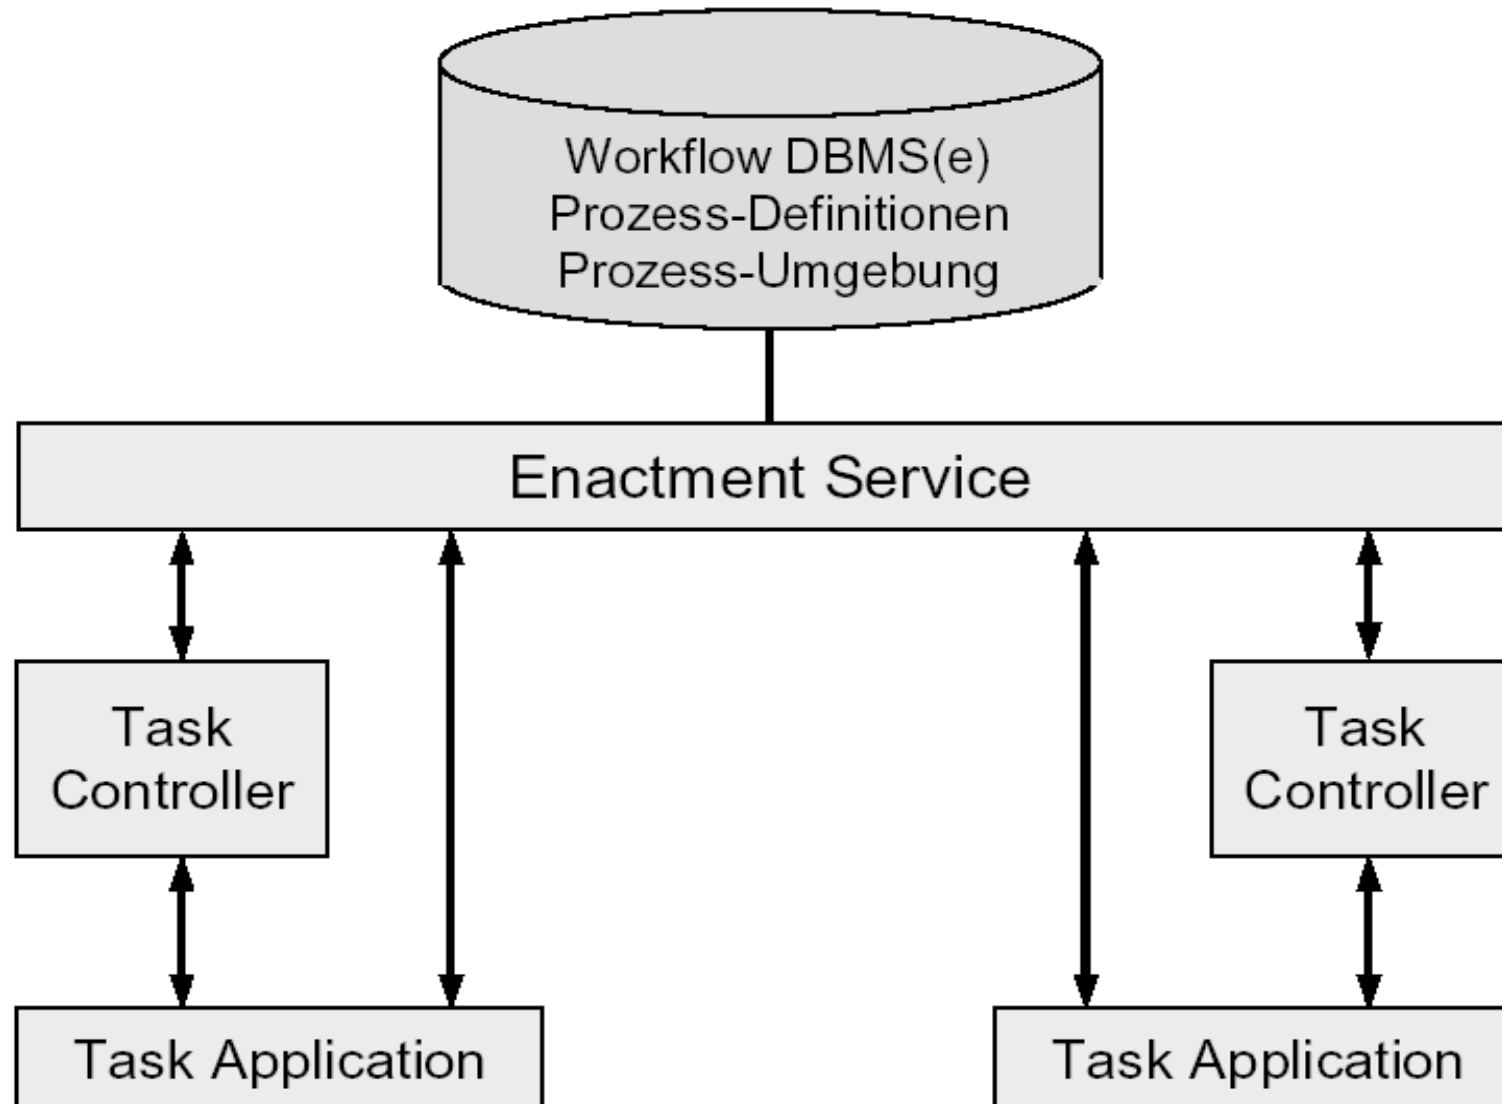 Workflow DBMS(e)
Prozess-Definitionen
Prozess-Umgebung
Enactment Service
Task
Controller
Task
Controller
Task Application
Task Application